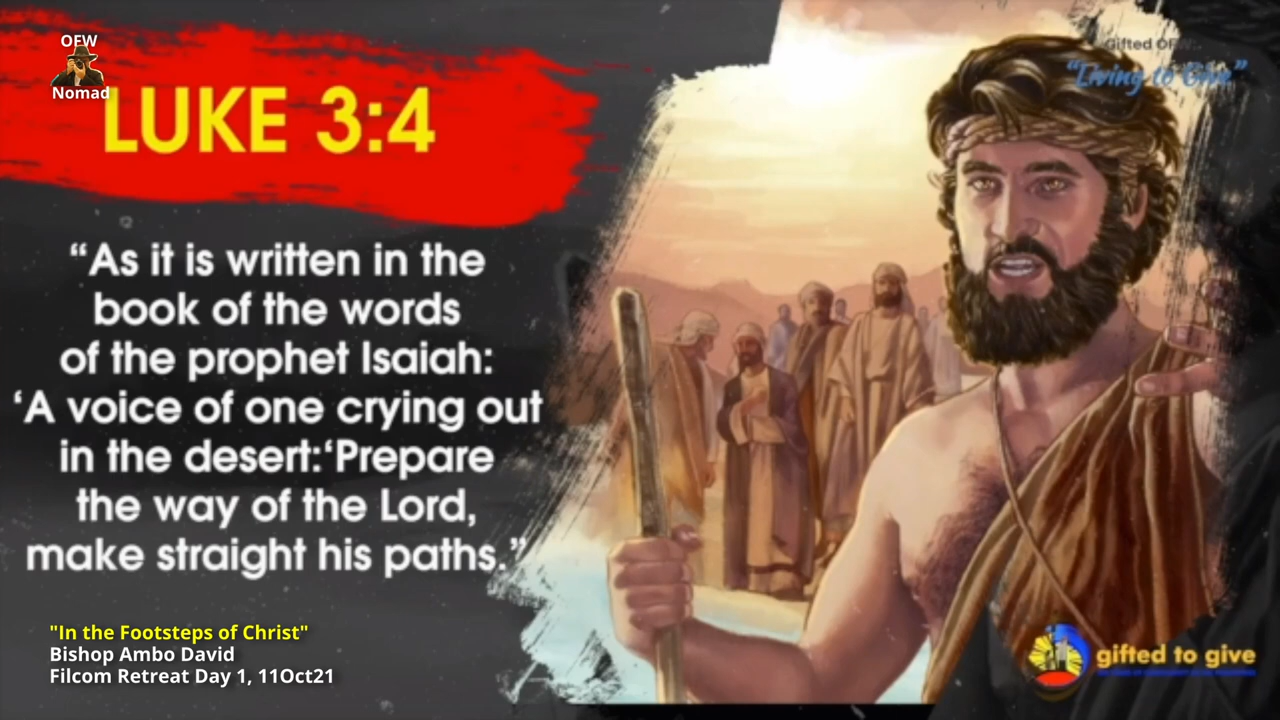 OFW
Nomad
LUKE 3:4
“As it is written in the
book of the words
of the prophet Isaiah:
‘A voice of one crying out
in the desert:‘Prepare
the way of the Lord,
make straight his paths.”
"In the Footsteps of Christ"
Bishop Ambo David
Filcom Retreat Day 1, 11Oct21
Gifted OFWs
“Living to Give”
gifted to give